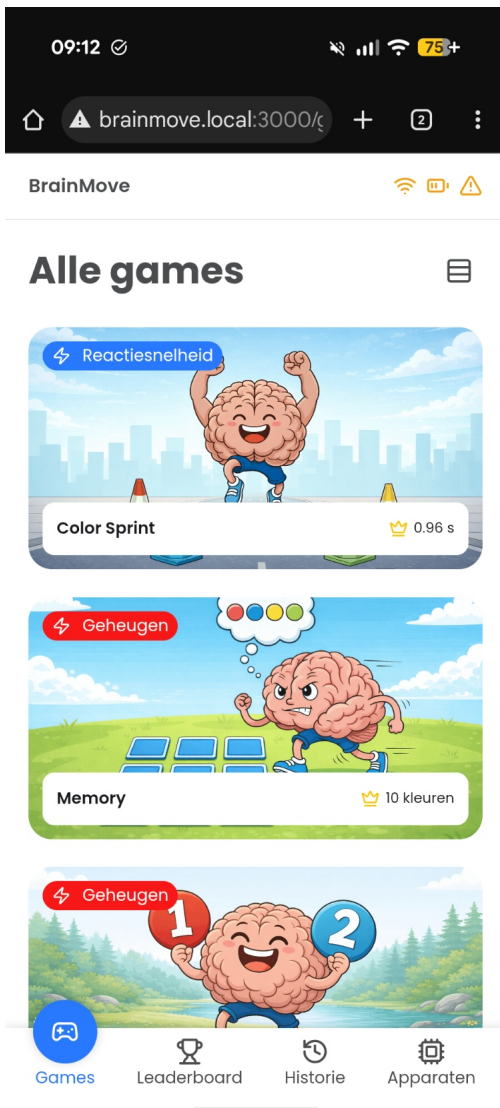 09:12
75+
brainmove.local:3000/g
2
BrainMove
Alle games
Reactiesnelheid
Color Sprint
0.96 s
Geheugen
Memory
10 kleuren
Geheugen
1
2
Games
Leaderboard
Historie
Apparaten